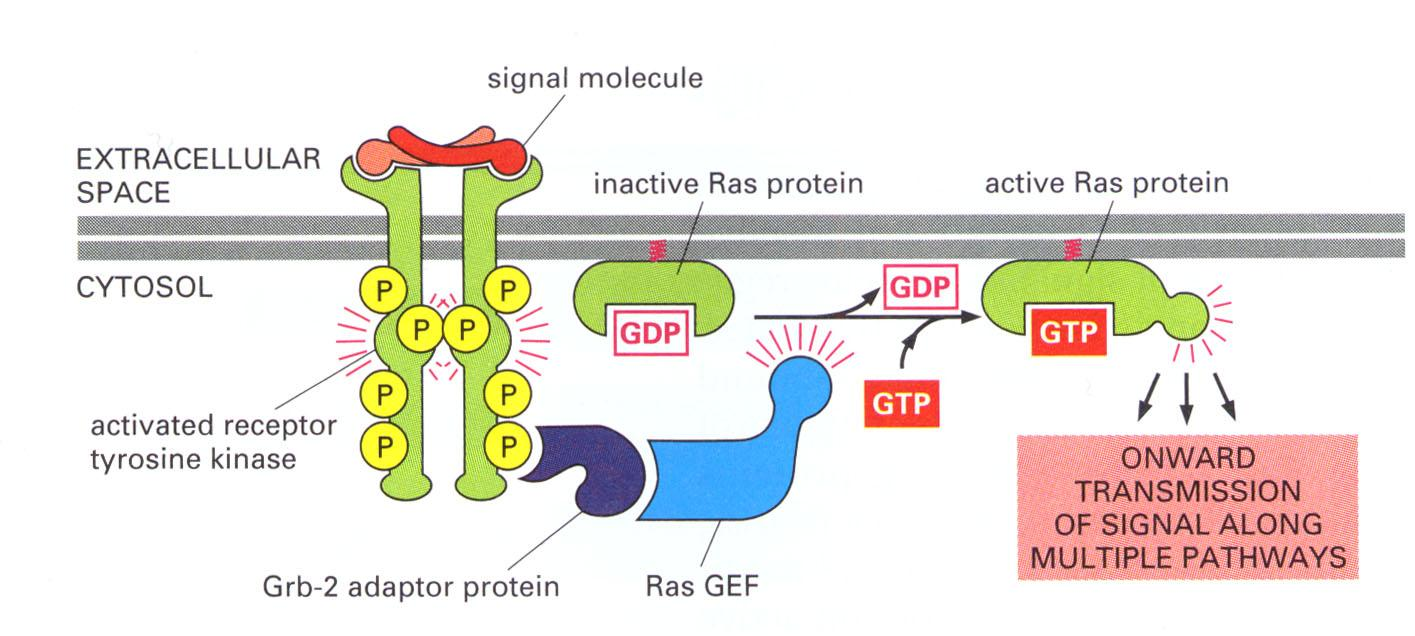 signal molecule
EXTRACELLULAR
SPACE
inactive Ras protein
active Ras protein
CYTOSOL
P
P
P
P
GDP
GDP
GTP
GTP
P
P
P
P
activated receptor
tyrosine kinase
Grb-2 adaptor protein
Ras GEF
ONWARD
TRANSMISSION
OF SIGNAL ALONG
MULTIPLE PATHWAYS